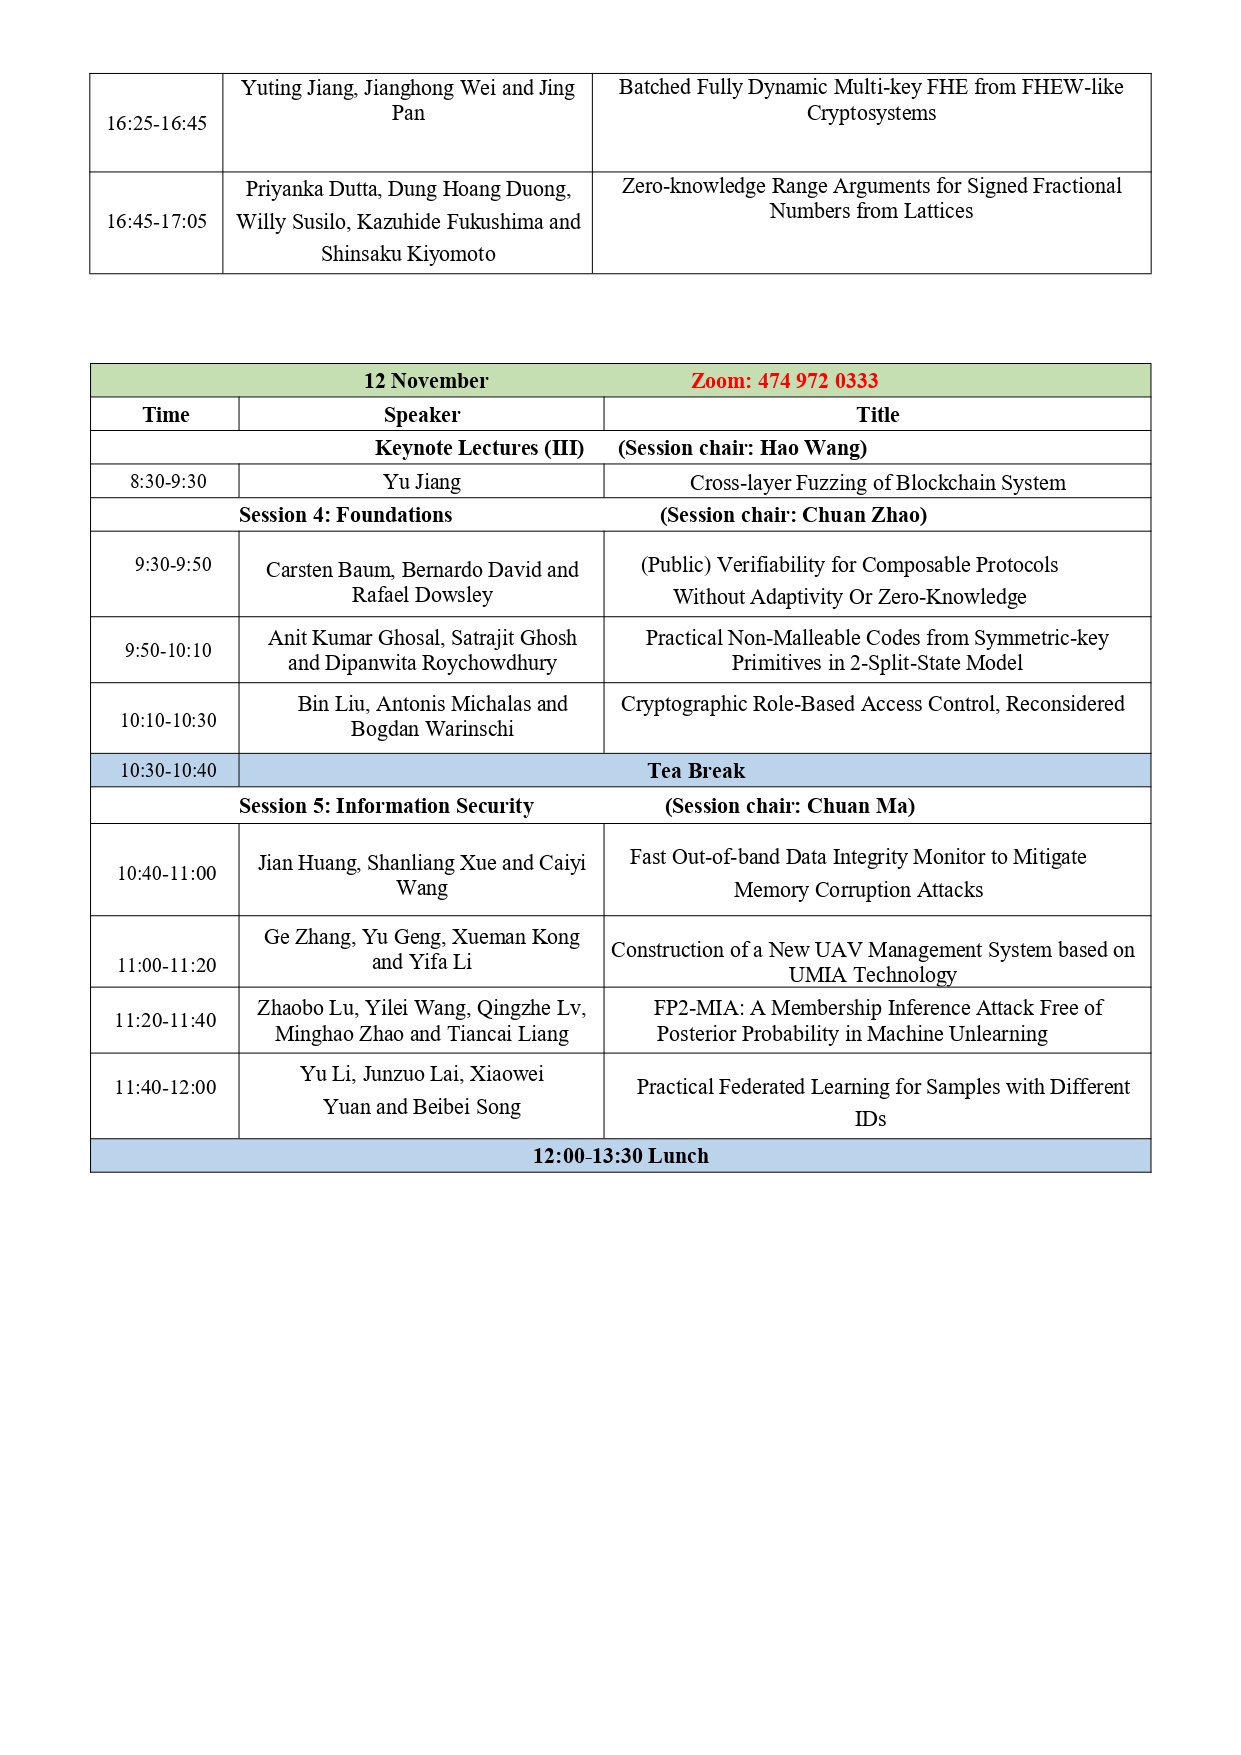 16:25-16:45
Yuting Jiang, Jianghong Wei and Jing
Pan
Batched Fully Dynamic Multi-key FHE from FHEW-like
Cryptosystems
16:45-17:05
Priyanka Dutta, Dung Hoang Duong,
Willy Susilo, Kazuhide Fukushima and
Shinsaku Kiyomoto
Zero-knowledge Range Arguments for Signed Fractional
Numbers from Lattices
12 November Zoom: 474 972 0333
Time Speaker Title
Keynote Lectures (III) (Session chair: Hao Wang)
8:30-9:30 Yu Jiang Cross-layer Fuzzing of Blockchain System
Session 4: Foundations (Session chair: Chuan Zhao)
9:30-9:50
Carsten Baum, Bernardo David and
Rafael Dowsley
(Public) Verifiability for Composable Protocols
Without Adaptivity Or Zero-Knowledge
9:50-10:10
Anit Kumar Ghosal, Satrajit Ghosh
and Dipanwita Roychowdhury
Practical Non-Malleable Codes from Symmetric-key
Primitives in 2-Split-State Model
10:10-10:30
Bin Liu, Antonis Michalas and
Bogdan Warinschi
Cryptographic Role-Based Access Control, Reconsidered
10:30-10:40 Tea Break
Session 5: Information Security (Session chair: Chuan Ma)
10:40-11:00
Jian Huang, Shanliang Xue and Caiyi
Wang
Fast Out-of-band Data Integrity Monitor to Mitigate
Memory Corruption Attacks
11:00-11:20
Ge Zhang, Yu Geng, Xueman Kong
and Yifa Li
Construction of a New UAV Management System based on
UMIA Technology
11:20-11:40
Zhaobo Lu, Yilei Wang, Qingzhe Lv,
Minghao Zhao and Tiancai Liang
FP2-MIA: A Membership Inference Attack Free of
Posterior Probability in Machine Unlearning
11:40-12:00
Yu Li, Junzuo Lai, Xiaowei
Yuan and Beibei Song
Practical Federated Learning for Samples with Different
IDs
12:00-13:30 Lunch